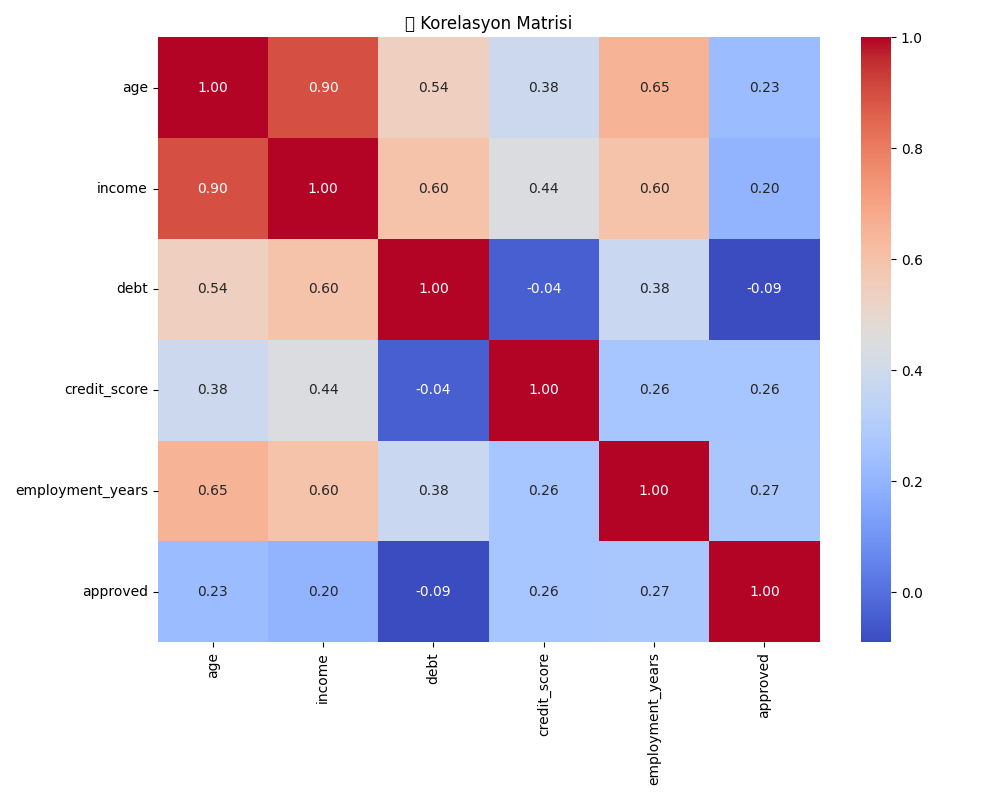 ▯ Korelasyon Matrisi
age 1.00 0.90 0.54 0.38 0.65 0.23
income 0.90 1.00 0.60 0.44 0.60 0.20
debt 0.54 0.60 1.00 -0.04 0.38 -0.09
credit_score 0.38 0.44 -0.04 1.00 0.26 0.26
employment_years 0.65 0.60 0.38 0.26 1.00 0.27
approved 0.23 0.20 -0.09 0.26 0.27 1.00
age income debt credit_score employment_years approved
1.0
0.8
0.6
0.4
0.2
0.0